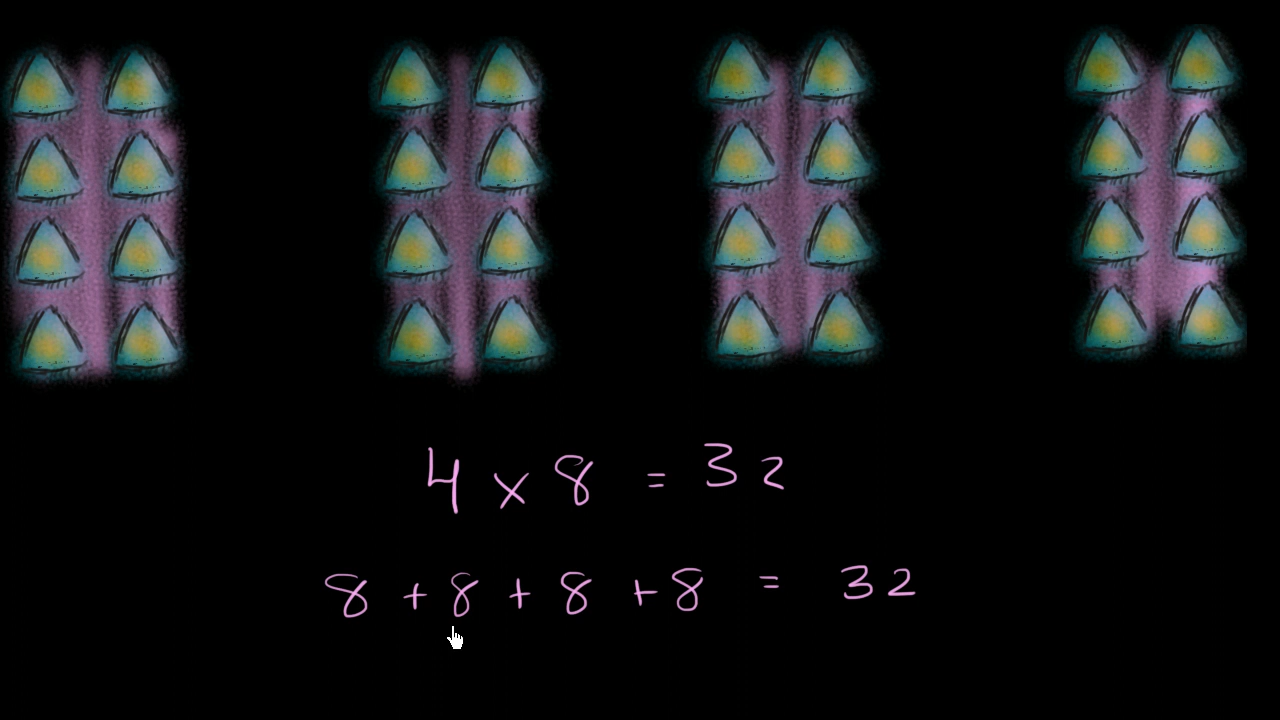 4 × 8 = 32
8 + 8 + 8 + 8 = 32